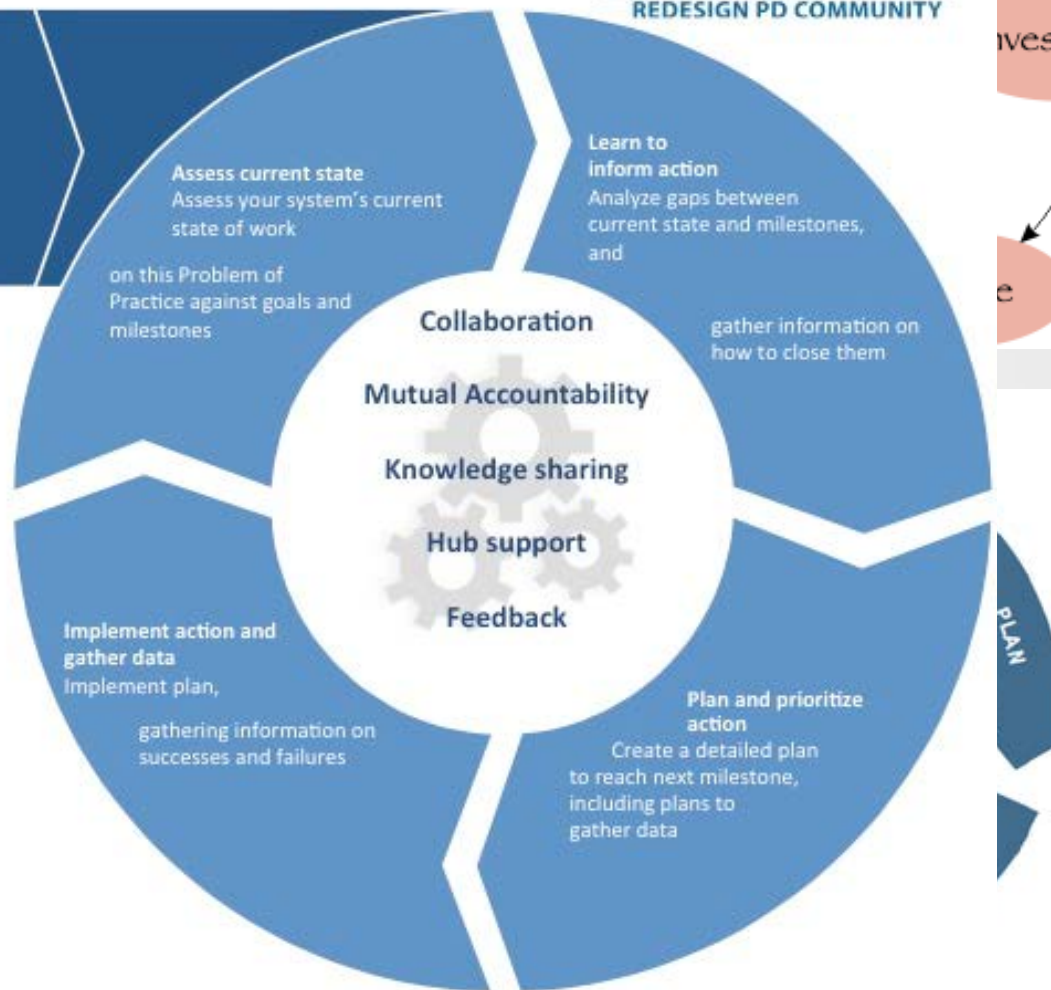 REDESIGN PD COMMUNITY
Assess current state
Assess your system's current
state of work
on this Problem of
Practice against goals and
milestones
Learn to
inform action
Analyze gaps between
current state and milestones,
and
gather information on
how to close them
Collaboration
Mutual Accountability
Knowledge sharing
Hub support
Feedback
Implement action and
gather data
Implement plan,
gathering information on
successes and failures
Plan and prioritize
action
Create a detailed plan
to reach next milestone,
including plans to
gather data
PLAN